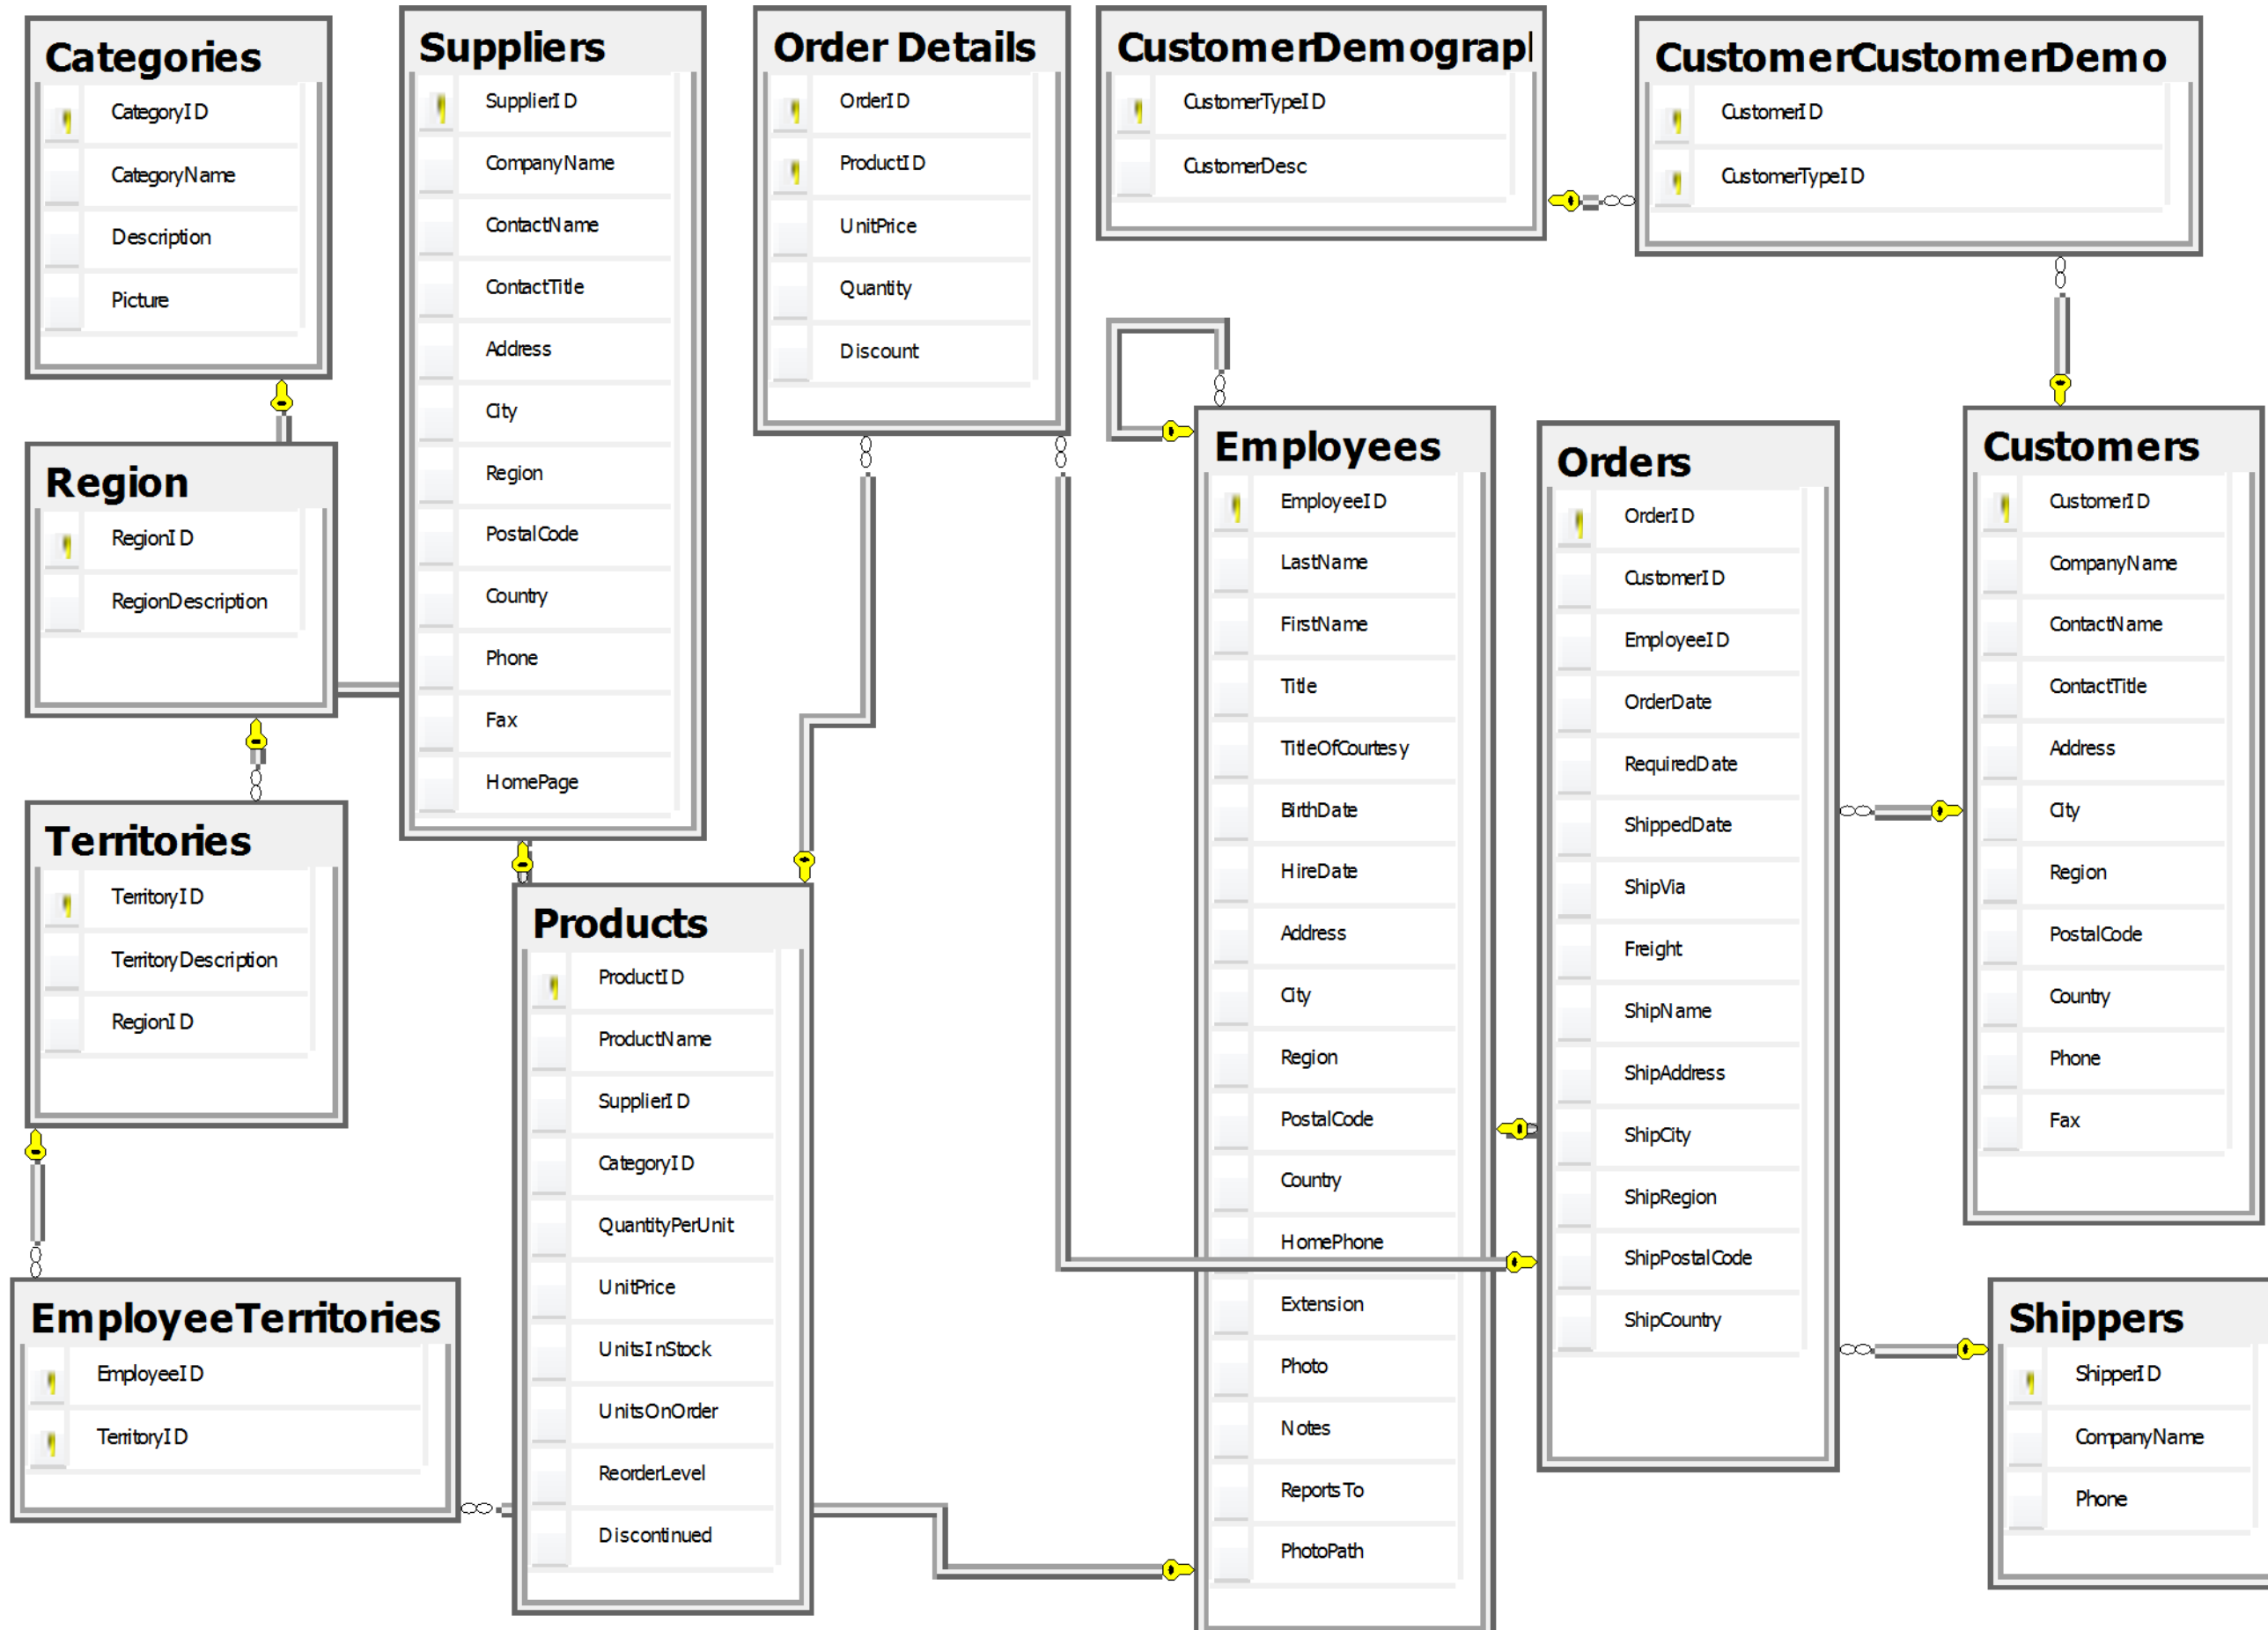 Categories
CategoryID
CategoryName
Description
Picture
Suppliers
SupplierID
CompanyName
ContactName
ContactTitle
Address
City
Region
PostalCode
Country
Phone
Fax
HomePage
Order Details
OrderID
ProductID
UnitPrice
Quantity
Discount
CustomerDemograpl
CustomerTypeID
CustomerDesc
CustomerCustomerDemo
CustomerID
CustomerTypeID
Region
RegionID
RegionDescription
Territories
TerritoryID
TerritoryDescription
RegionID
EmployeeTerritories
EmployeeID
TerritoryID
Products
ProductID
ProductName
SupplierID
CategoryID
QuantityPerUnit
UnitPrice
UnitsInStock
UnitsOnOrder
ReorderLevel
Discontinued
Employees
EmployeeID
LastName
FirstName
Title
TitleOfCourtesy
BirthDate
HireDate
Address
City
Region
PostalCode
Country
HomePhone
Extension
Photo
Notes
ReportsTo
PhotoPath
Orders
OrderID
CustomerID
EmployeeID
OrderDate
RequiredDate
ShippedDate
ShipVia
Freight
ShipName
ShipAddress
ShipCity
ShipRegion
ShipPostalCode
ShipCountry
Customers
CustomerID
CompanyName
ContactName
ContactTitle
Address
City
Region
PostalCode
Country
Phone
Fax
Shippers
ShipperID
CompanyName
Phone